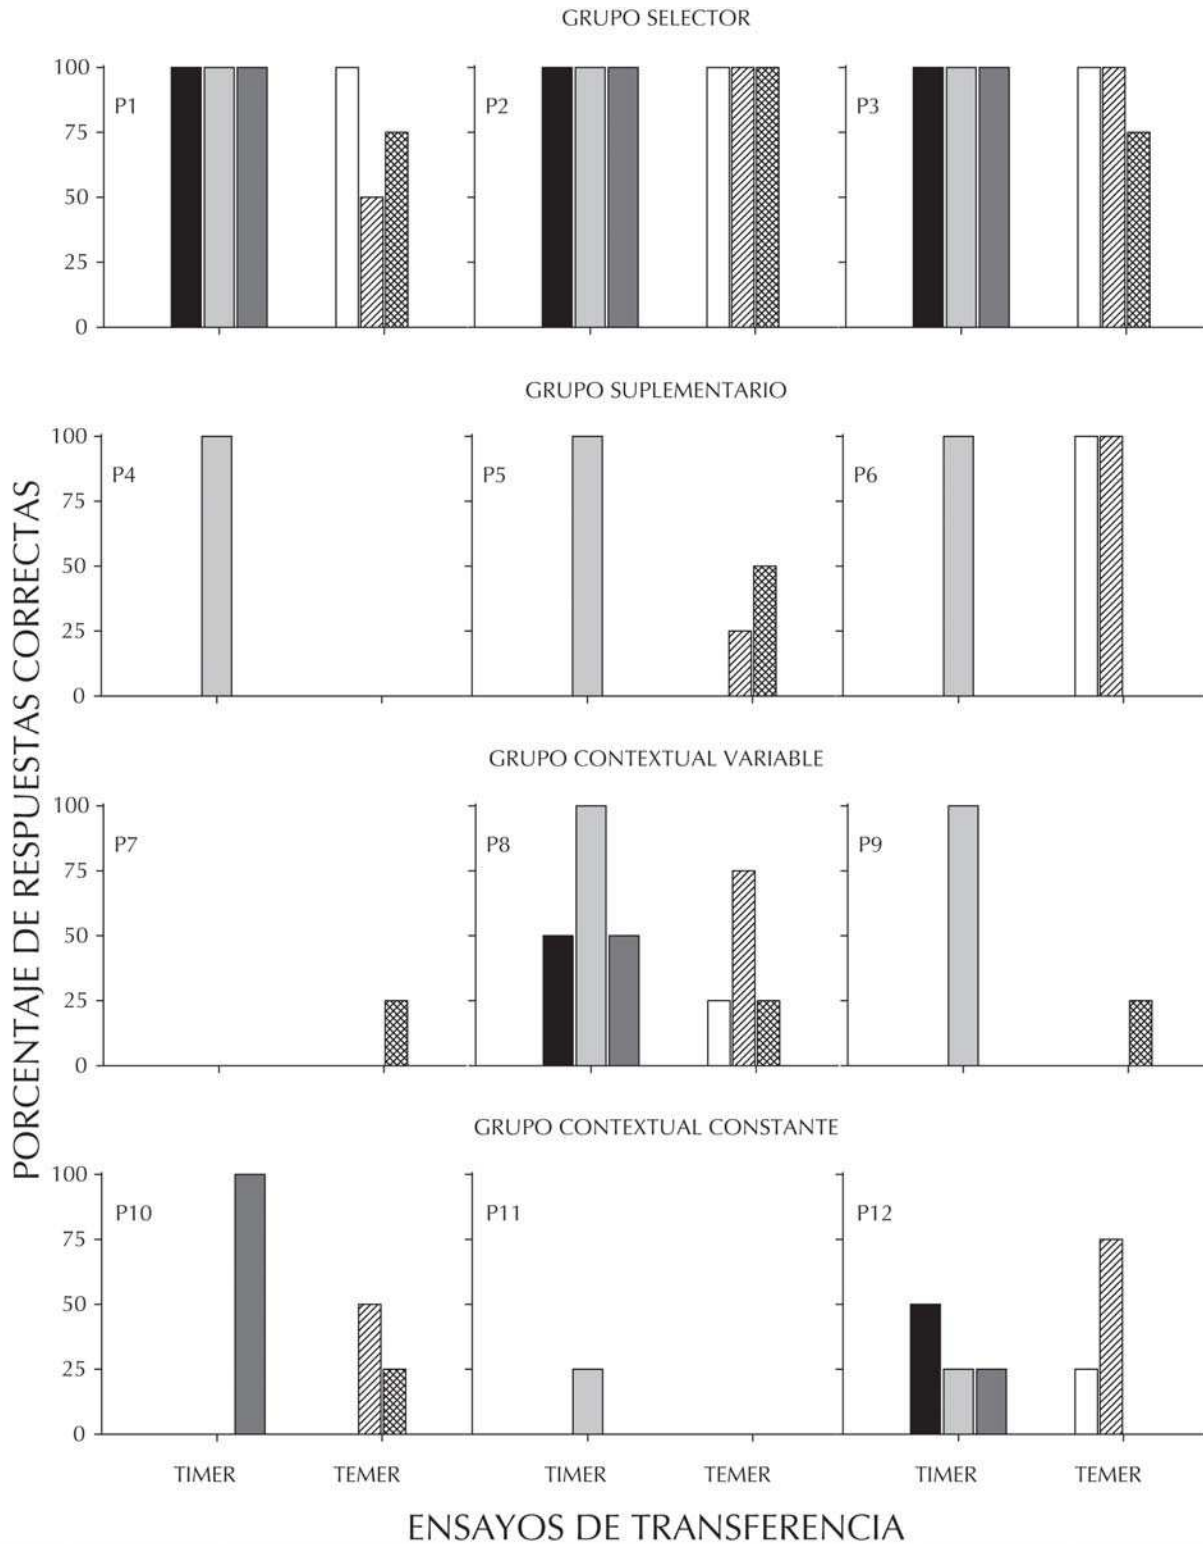 GRUPO SELECTOR
100
75
50
25
0
P1
P2
P3
GRUPO SUPLEMENTARIO
100
75
50
25
0
P4
P5
P6
GRUPO CONTEXTUAL VARIABLE
100
75
50
25
0
P7
P8
P9
GRUPO CONTEXTUAL CONSTANTE
100
75
50
25
0
P10
P11
P12
TIMER TEMER TIMER TEMER TIMER TEMER
PORCENTAJE DE RESPUESTAS CORRECTAS
ENSAYOS DE TRANSFERENCIA